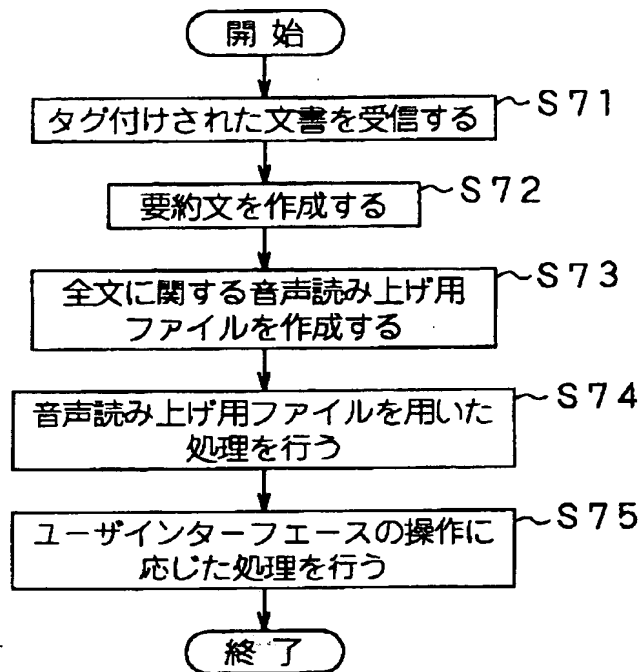 開始
タグ付けされた文書を受信する
S71
要約文を作成する
S72
全文に関する音声読み上げ用
ファイルを作成する
S73
音声読み上げ用ファイルを用いた
処理を行う
S74
ユーザインターフェースの操作に
応じた処理を行う
S75
終了